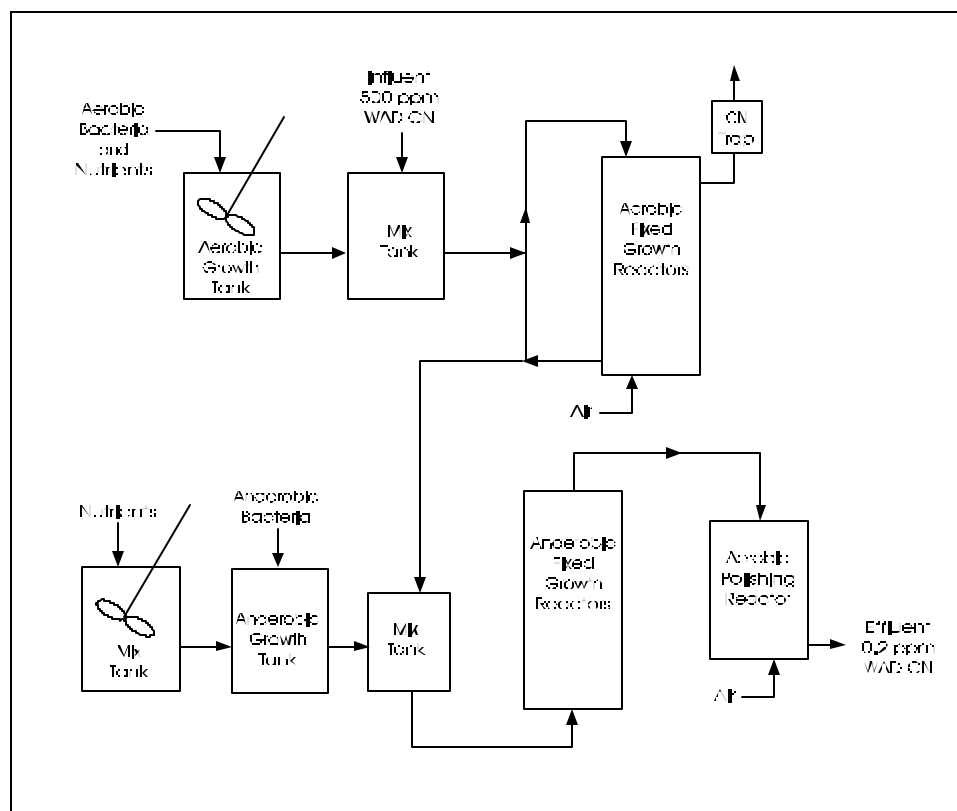 Influent
500 ppm
WAD CN
Aerobic
Bacteria
and
Nutrients
CN
Trap
Aerobic
Growth
Tank
Mix
Tank
Aerobic
Fixed
Growth
Reactors
Air
Nutrients
Anaerobic
Bacteria
Mix
Tank
Anaerobic
Growth
Tank
Mix
Tank
Anaerobic
Fixed
Growth
Reactors
Aerobic
Polishing
Reactor
Air
Effluent
0.2 ppm
WAD CN